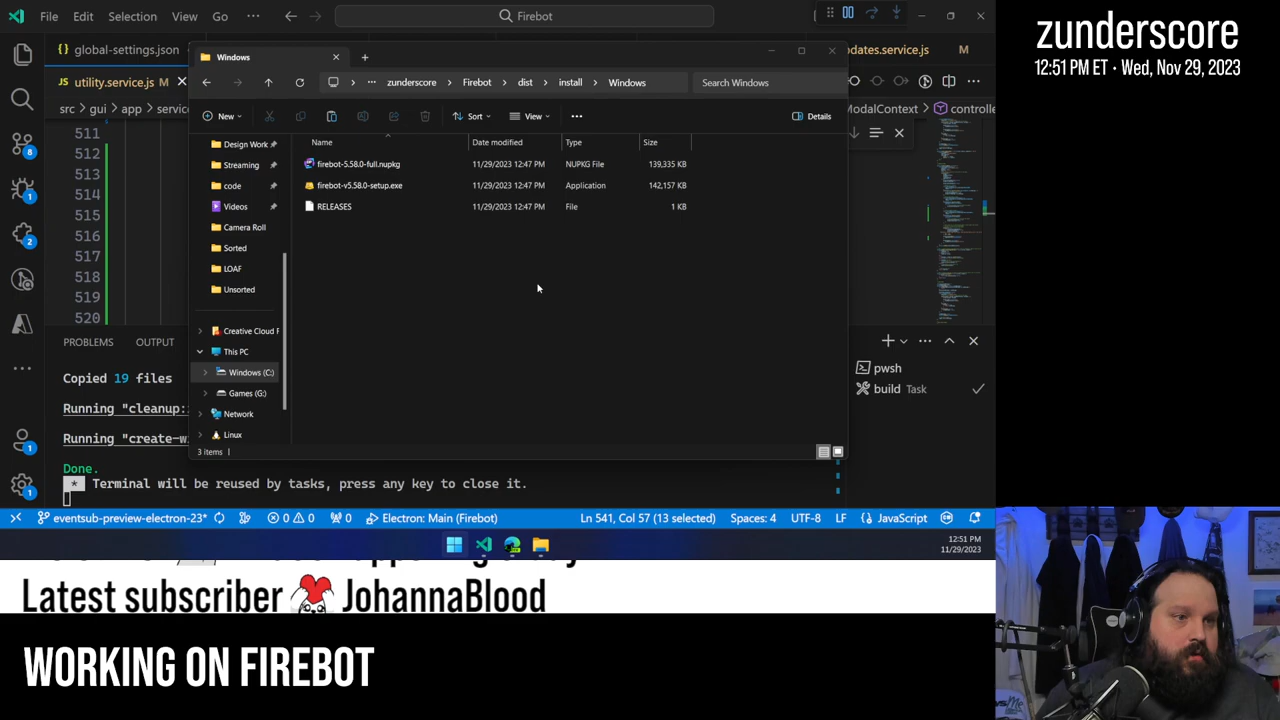 File Edit Selection View Go ··· Firebot
zunderscore
12:51 PM ET · Wed, Nov 29, 2023
global-settings.json
Windows
pdates.service.js M
utility.service.js M
zunderscore > Firebot > dist > install > Windows
Search Windows
src > gui > app > servic
ModalContext > controlle
New Sort View ··· Details
Name Date modified Type Size
firebot-5.58.0-full.nupkg 11/29/2023 12:47 PM NUPKG File 139,335 KB
firebot-v5.58.0-setup.exe 11/29/2023 12:47 PM Application 142,157 KB
RELEASES 11/29/2023 12:47 PM File 1 KB
Design Work
Streaming
code
Videos
Camera Roll
Sorted
LOAF
Unsorted
Creative Cloud F
This PC
Windows (C:)
Games (G:)
Network
Linux
3 items
511
512
513
514
515
516
517
518
519
520
8
1
2
1
1
PROBLEMS OUTPUT
Copied 19 files
Running "cleanup:
Running "create-wi
Done.
* Terminal will be reused by tasks, press any key to close it.
pwsh
build Task
eventsub-preview-electron-23* 0 0 0 Electron: Main (Firebot) Ln 541, Col 57 (13 selected) Spaces: 4 UTF-8 LF {} JavaScript
12:51 PM
11/29/2023
Latest subscriber JohannaBlood
WORKING ON FIREBOT